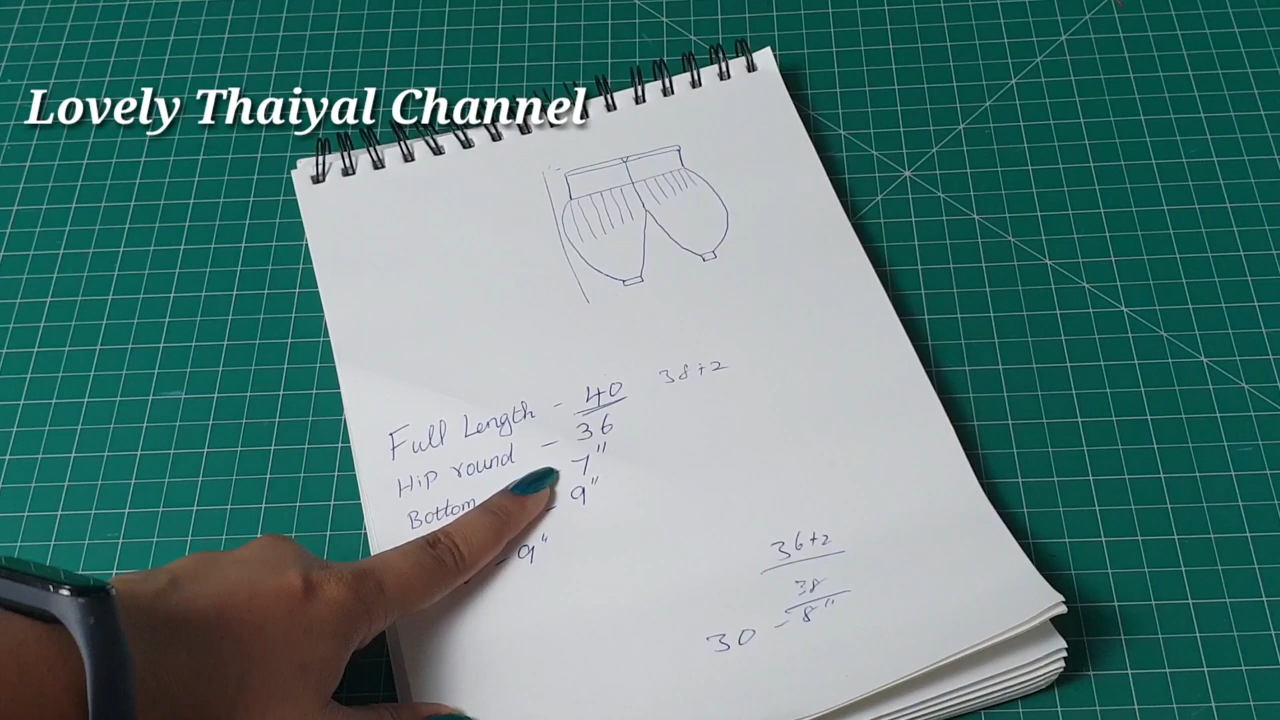 Lovely Thaiyal Channel
Full Length - 40 38+2
Hip round - 36
Bottom 7"
- 9"
- 9"
36+2
38
30 - 8"